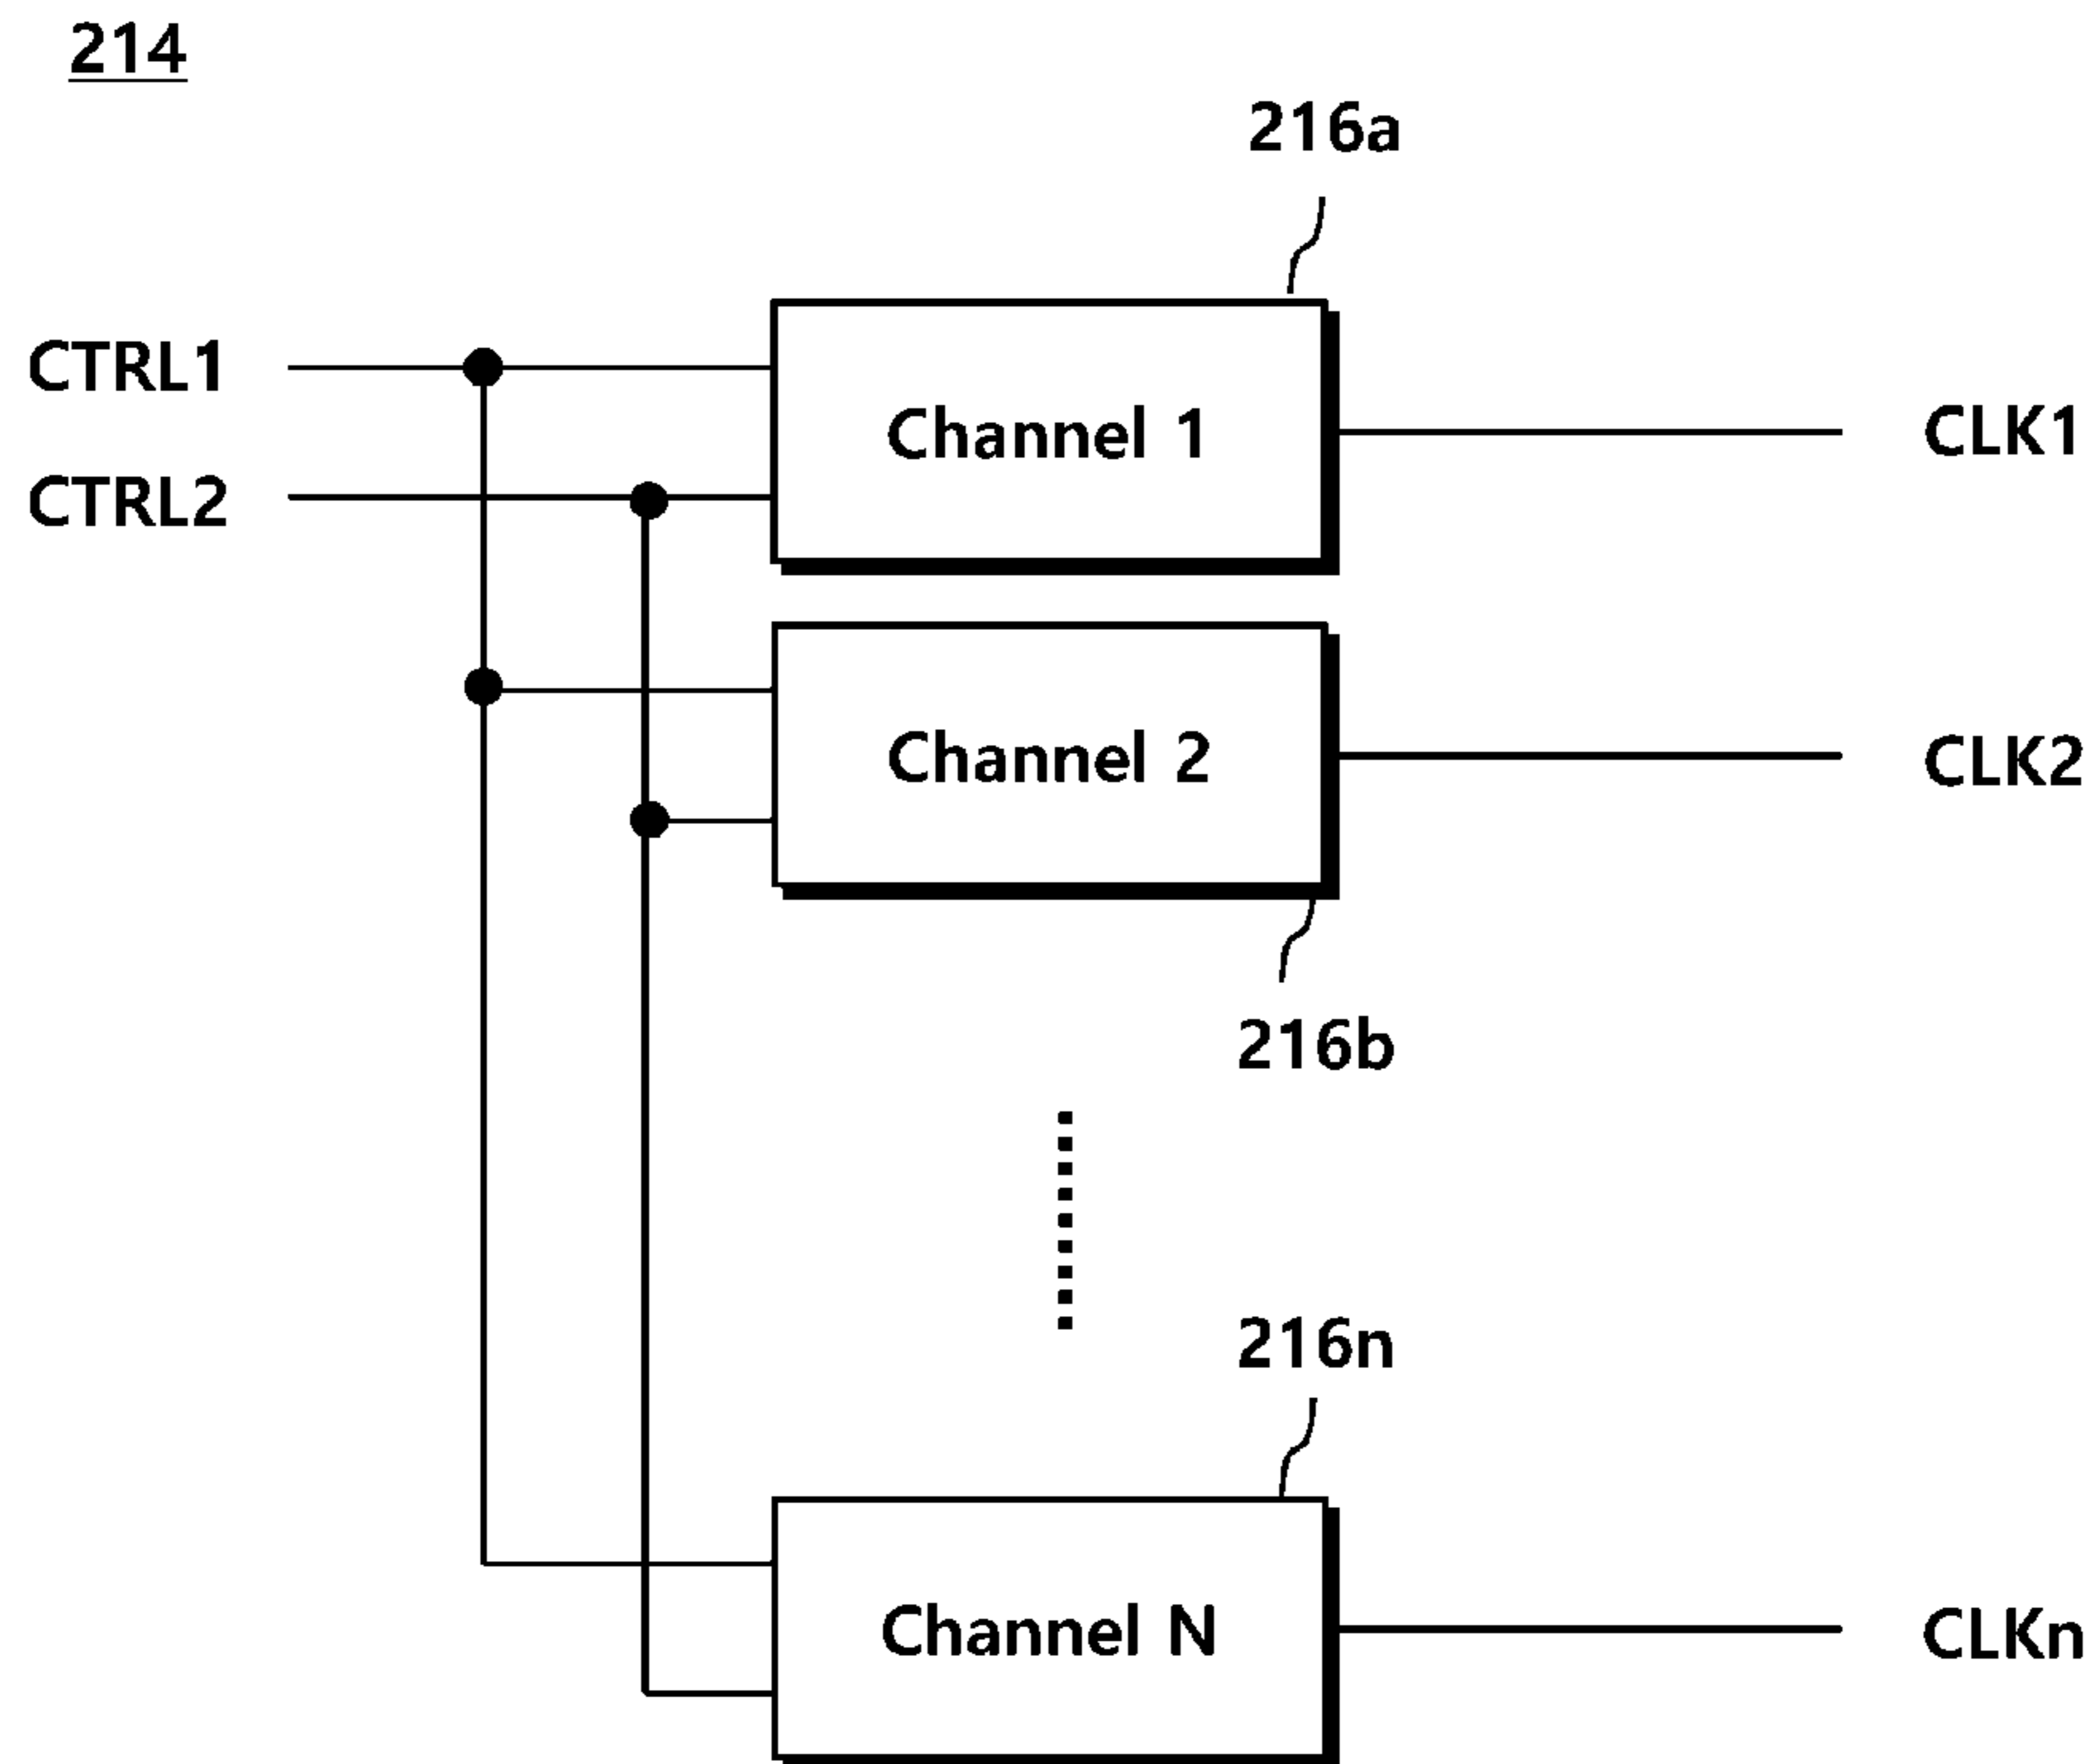 214
216a
CTRL1
Channel 1
CLK1
CTRL2
Channel 2
CLK2
216b
216n
Channel N
CLKn